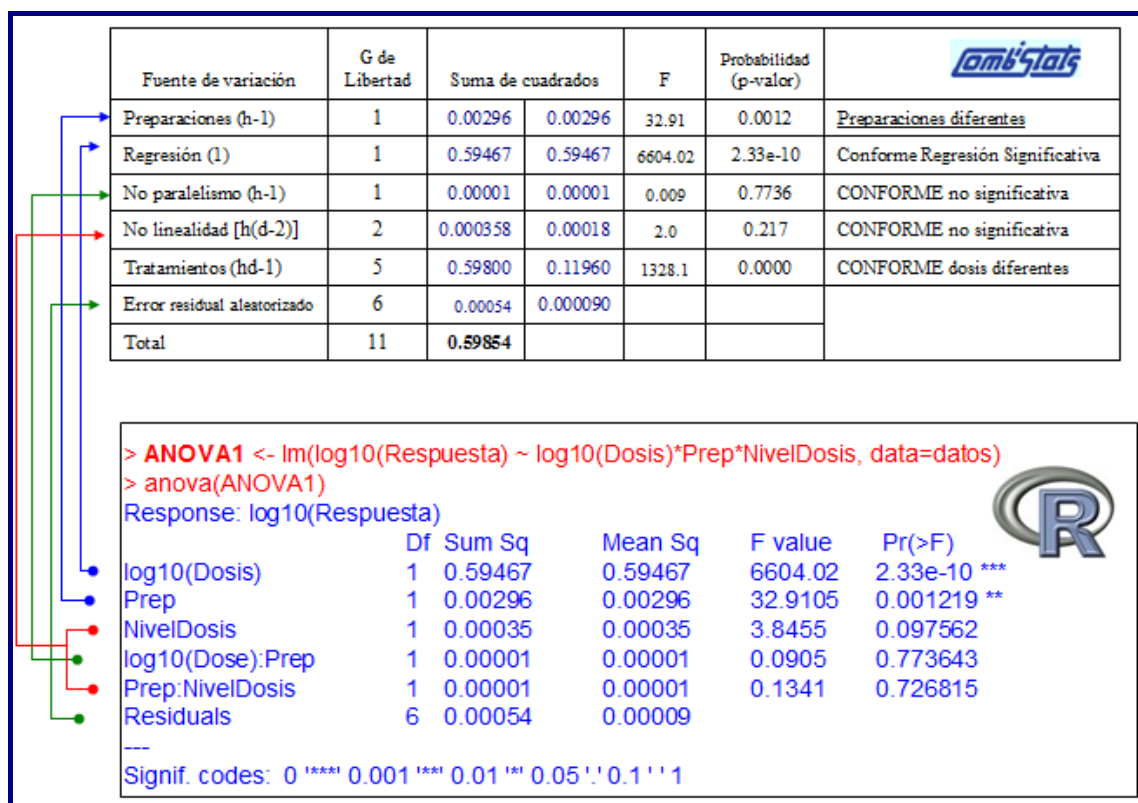 Fuente de variación G de Libertad Suma de cuadrados F Probabilidad (p-valor) CombiStats
Preparaciones (h-1) 1 0.00296 0.00296 32.91 0.0012 Preparaciones diferentes
Regresión (1) 1 0.59467 0.59467 6604.02 2.33e-10 Conforme Regresión Significativa
No paralelismo (h-1) 1 0.00001 0.00001 0.009 0.7736 CONFORME no significativa
No linealidad [h(d-2)] 2 0.000358 0.00018 2.0 0.217 CONFORME no significativa
Tratamientos (hd-1) 5 0.59800 0.11960 1328.1 0.0000 CONFORME dosis diferentes
Error residual aleatorizado 6 0.00054 0.000090
Total 11 0.59854
> ANOVA1 <- lm(log10(Respuesta) ~ log10(Dosis)*Prep*NivelDosis, data=datos)
> anova(ANOVA1)
Response: log10(Respuesta)
Df Sum Sq Mean Sq F value Pr(>F)
log10(Dosis) 1 0.59467 0.59467 6604.02 2.33e-10 ***
Prep 1 0.00296 0.00296 32.9105 0.001219 **
NivelDosis 1 0.00035 0.00035 3.8455 0.097562
log10(Dose):Prep 1 0.00001 0.00001 0.0905 0.773643
Prep:NivelDosis 1 0.00001 0.00001 0.1341 0.726815
Residuals 6 0.00054 0.00009
---
Signif. codes: 0 '***' 0.001 '**' 0.01 '*' 0.05 '.' 0.1 ' ' 1
R